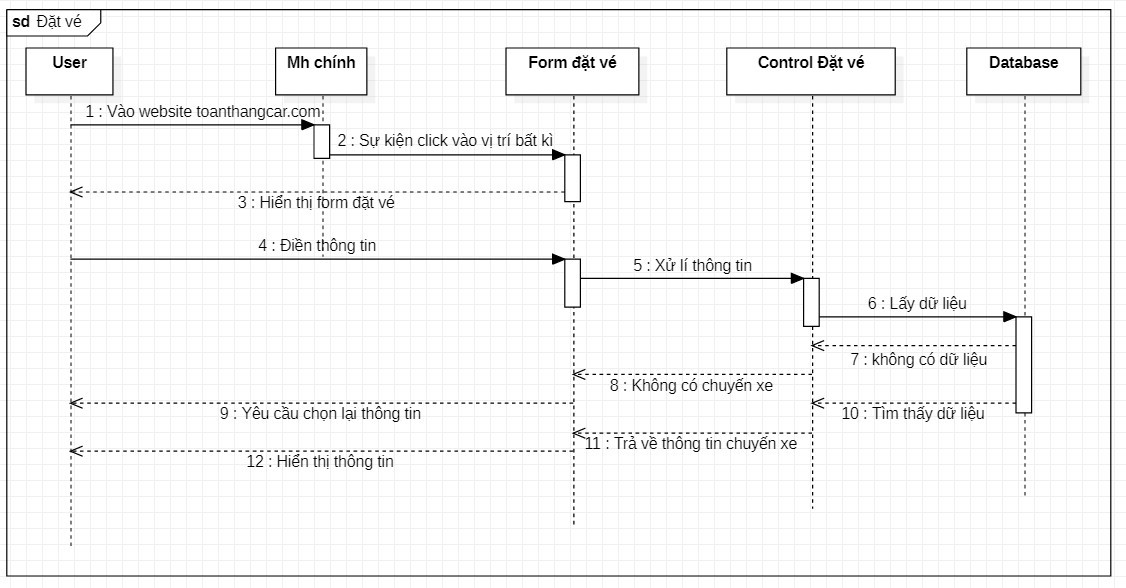 sd Đặt vé
User
Mh chính
Form đặt vé
Control Đặt vé
Database
1 : Vào website toanthangcar.com
2 : Sự kiện click vào vị trí bất kì
3 : Hiển thị form đặt vé
4 : Điền thông tin
5 : Xử lí thông tin
6 : Lấy dữ liệu
7 : không có dữ liệu
8 : Không có chuyến xe
9 : Yêu cầu chọn lại thông tin
10 : Tìm thấy dữ liệu
11 : Trả về thông tin chuyến xe
12 : Hiển thị thông tin